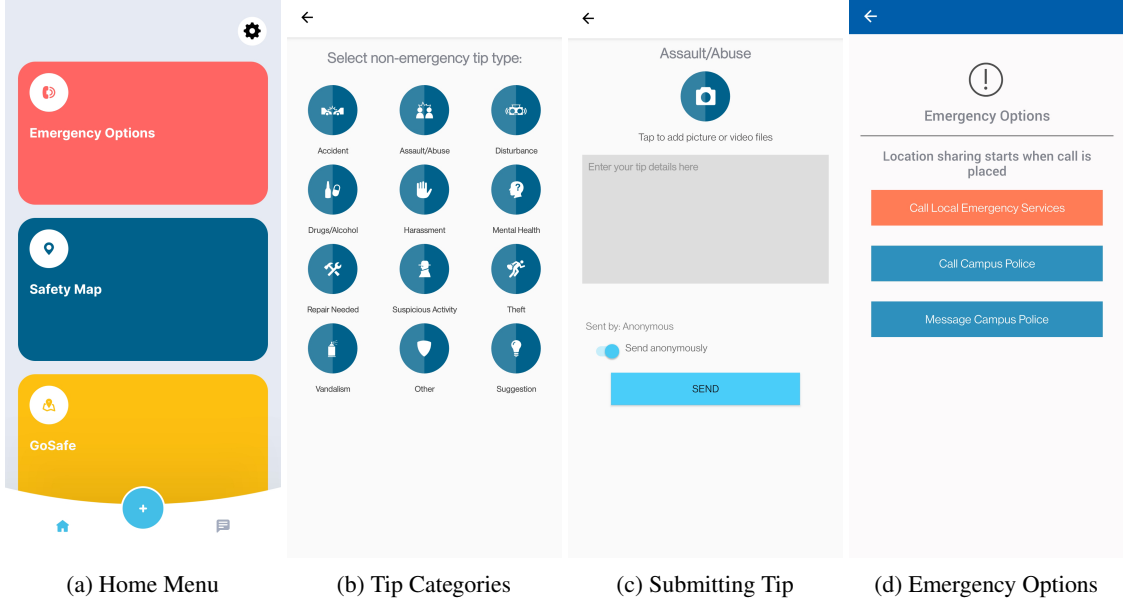 Emergency Options
Safety Map
GoSafe
Select non-emergency tip type:
Accident
Assault/Abuse
Disturbance
Drugs/Alcohol
Harassment
Mental Health
Repair Needed
Suspicious Activity
Theft
Vandalism
Other
Suggestion
Assault/Abuse
Tap to add picture or video files
Enter your tip details here
Sent by: Anonymous
Send anonymously
SEND
Emergency Options
Location sharing starts when call is
placed
Call Local Emergency Services
Call Campus Police
Message Campus Police
(a) Home Menu
(b) Tip Categories
(c) Submitting Tip
(d) Emergency Options